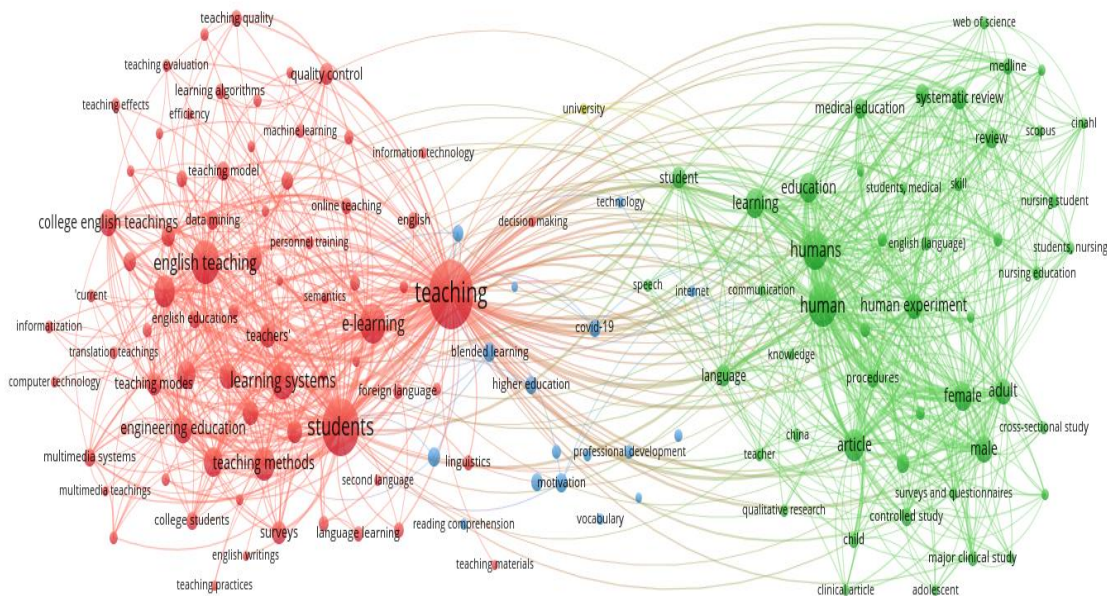 teaching quality
web of science
teaching evaluation
quality control
medline
learning algorithms
systematic review
teaching effects
efficiency
university
medical education
cinahl
machine learning
scopus
review
information technology
teaching model
student
education
students, medical
skill
nursing student
online teaching
technology
learning
college english teachings
data mining
english
decision making
personnel training
english (language)
students, nursing
humans
english teaching
nursing education
speech
internet
communication
teaching
'current
semantics
human
human experiment
english educations
e-learning
informatization
covid-19
teachers'
translation teachings
blended learning
knowledge
computer technology
teaching modes
learning systems
foreign language
higher education
language
procedures
female
adult
engineering education
students
cross-sectional study
china
article
male
professional development
teacher
multimedia systems
teaching methods
linguistics
second language
motivation
multimedia teachings
surveys and questionnaires
qualitative research
controlled study
college students
surveys
language learning
reading comprehension
vocabulary
child
english writings
major clinical study
teaching materials
teaching practices
clinical article
adolescent